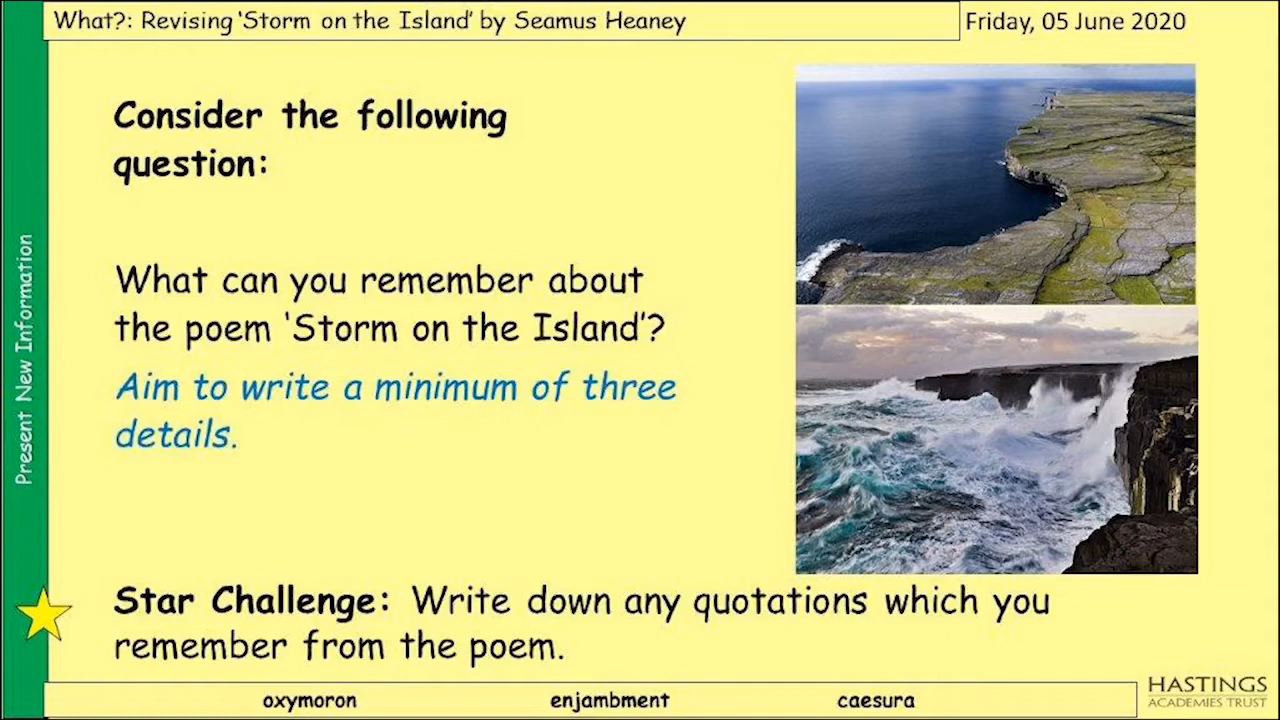 What?: Revising ‘Storm on the Island’ by Seamus Heaney
Friday, 05 June 2020
Consider the following
question:
What can you remember about
the poem ‘Storm on the Island’?
Aim to write a minimum of three
details.
Present New Information
Star Challenge: Write down any quotations which you
remember from the poem.
oxymoron enjambment caesura
HASTINGS
ACADEMIES TRUST